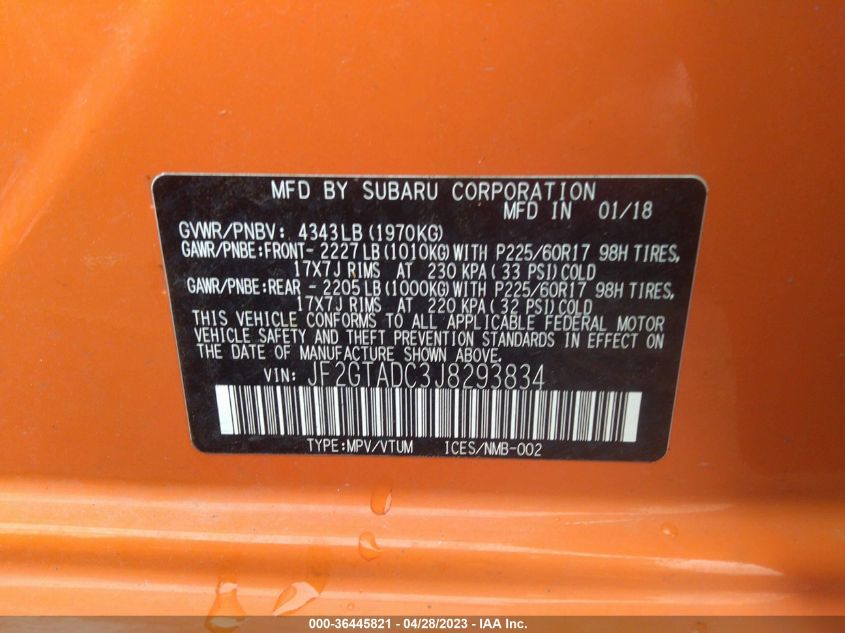 MFD BY SUBARU CORPORATION
MFD IN 01/18
GVWR/PNBV: 4343LB (1970KG)
GAWR/PNBE:FRONT- 2227LB (1010KG) WITH P225/60R17 98H TIRES,
17X7J RIMS AT 230 KPA ( 33 PSI) COLD
GAWR/PNBE:REAR - 2205LB (1000KG) WITH P225/60R17 98H TIRES,
17X7J RIMS AT 220 KPA ( 32 PSI) COLD
THIS VEHICLE CONFORMS TO ALL APPLICABLE FEDERAL MOTOR
VEHICLE SAFETY AND THEFT PREVENTION STANDARDS IN EFFECT ON
THE DATE OF MANUFACTURE SHOWN ABOVE.
VIN: JF2GTADC3J8293834
TYPE:MPV/VTUM ICES/NMB-002
000-36445821 / 04/28/2023 - IAA Inc.